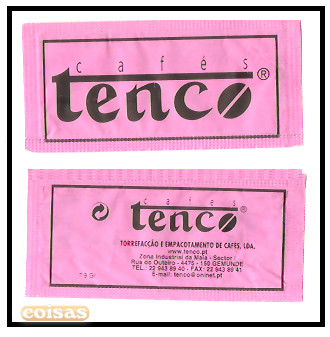 cafés
tenco®
cafés
tenco®
TORREFACÇÃO E EMPACOTAMENTO DE CAFES, LDA.
www.tenco.pt
Zona Industrial da Maia - Sector I
Rua do Outeiro - 4475 - 150 GEMUNDE
TEL.: 22 943 89 40 - FAX: 22 943 89 41
E-mail: tenco@oninet.pt
coisas